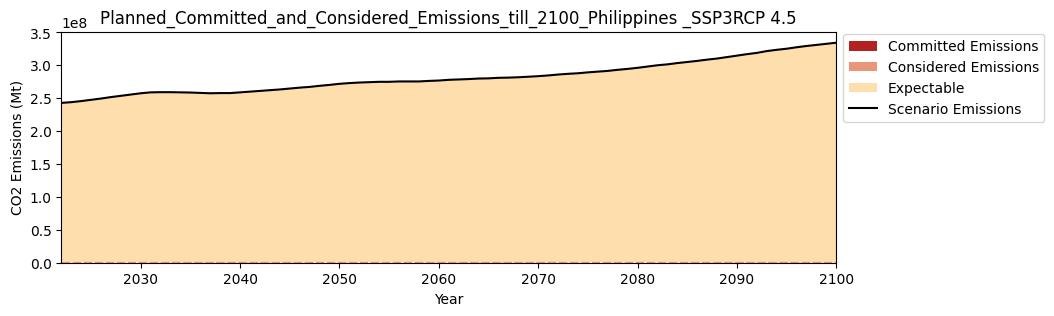 Planned_Committed_and_Considered_Emissions_till_2100_Philippines _SSP3RCP 4.5
1e8
3.5
3.0
2.5
2.0
1.5
1.0
0.5
0.0
CO2 Emissions (Mt)
2030 2040 2050 2060 2070 2080 2090 2100
Year
Committed Emissions
Considered Emissions
Expectable
Scenario Emissions